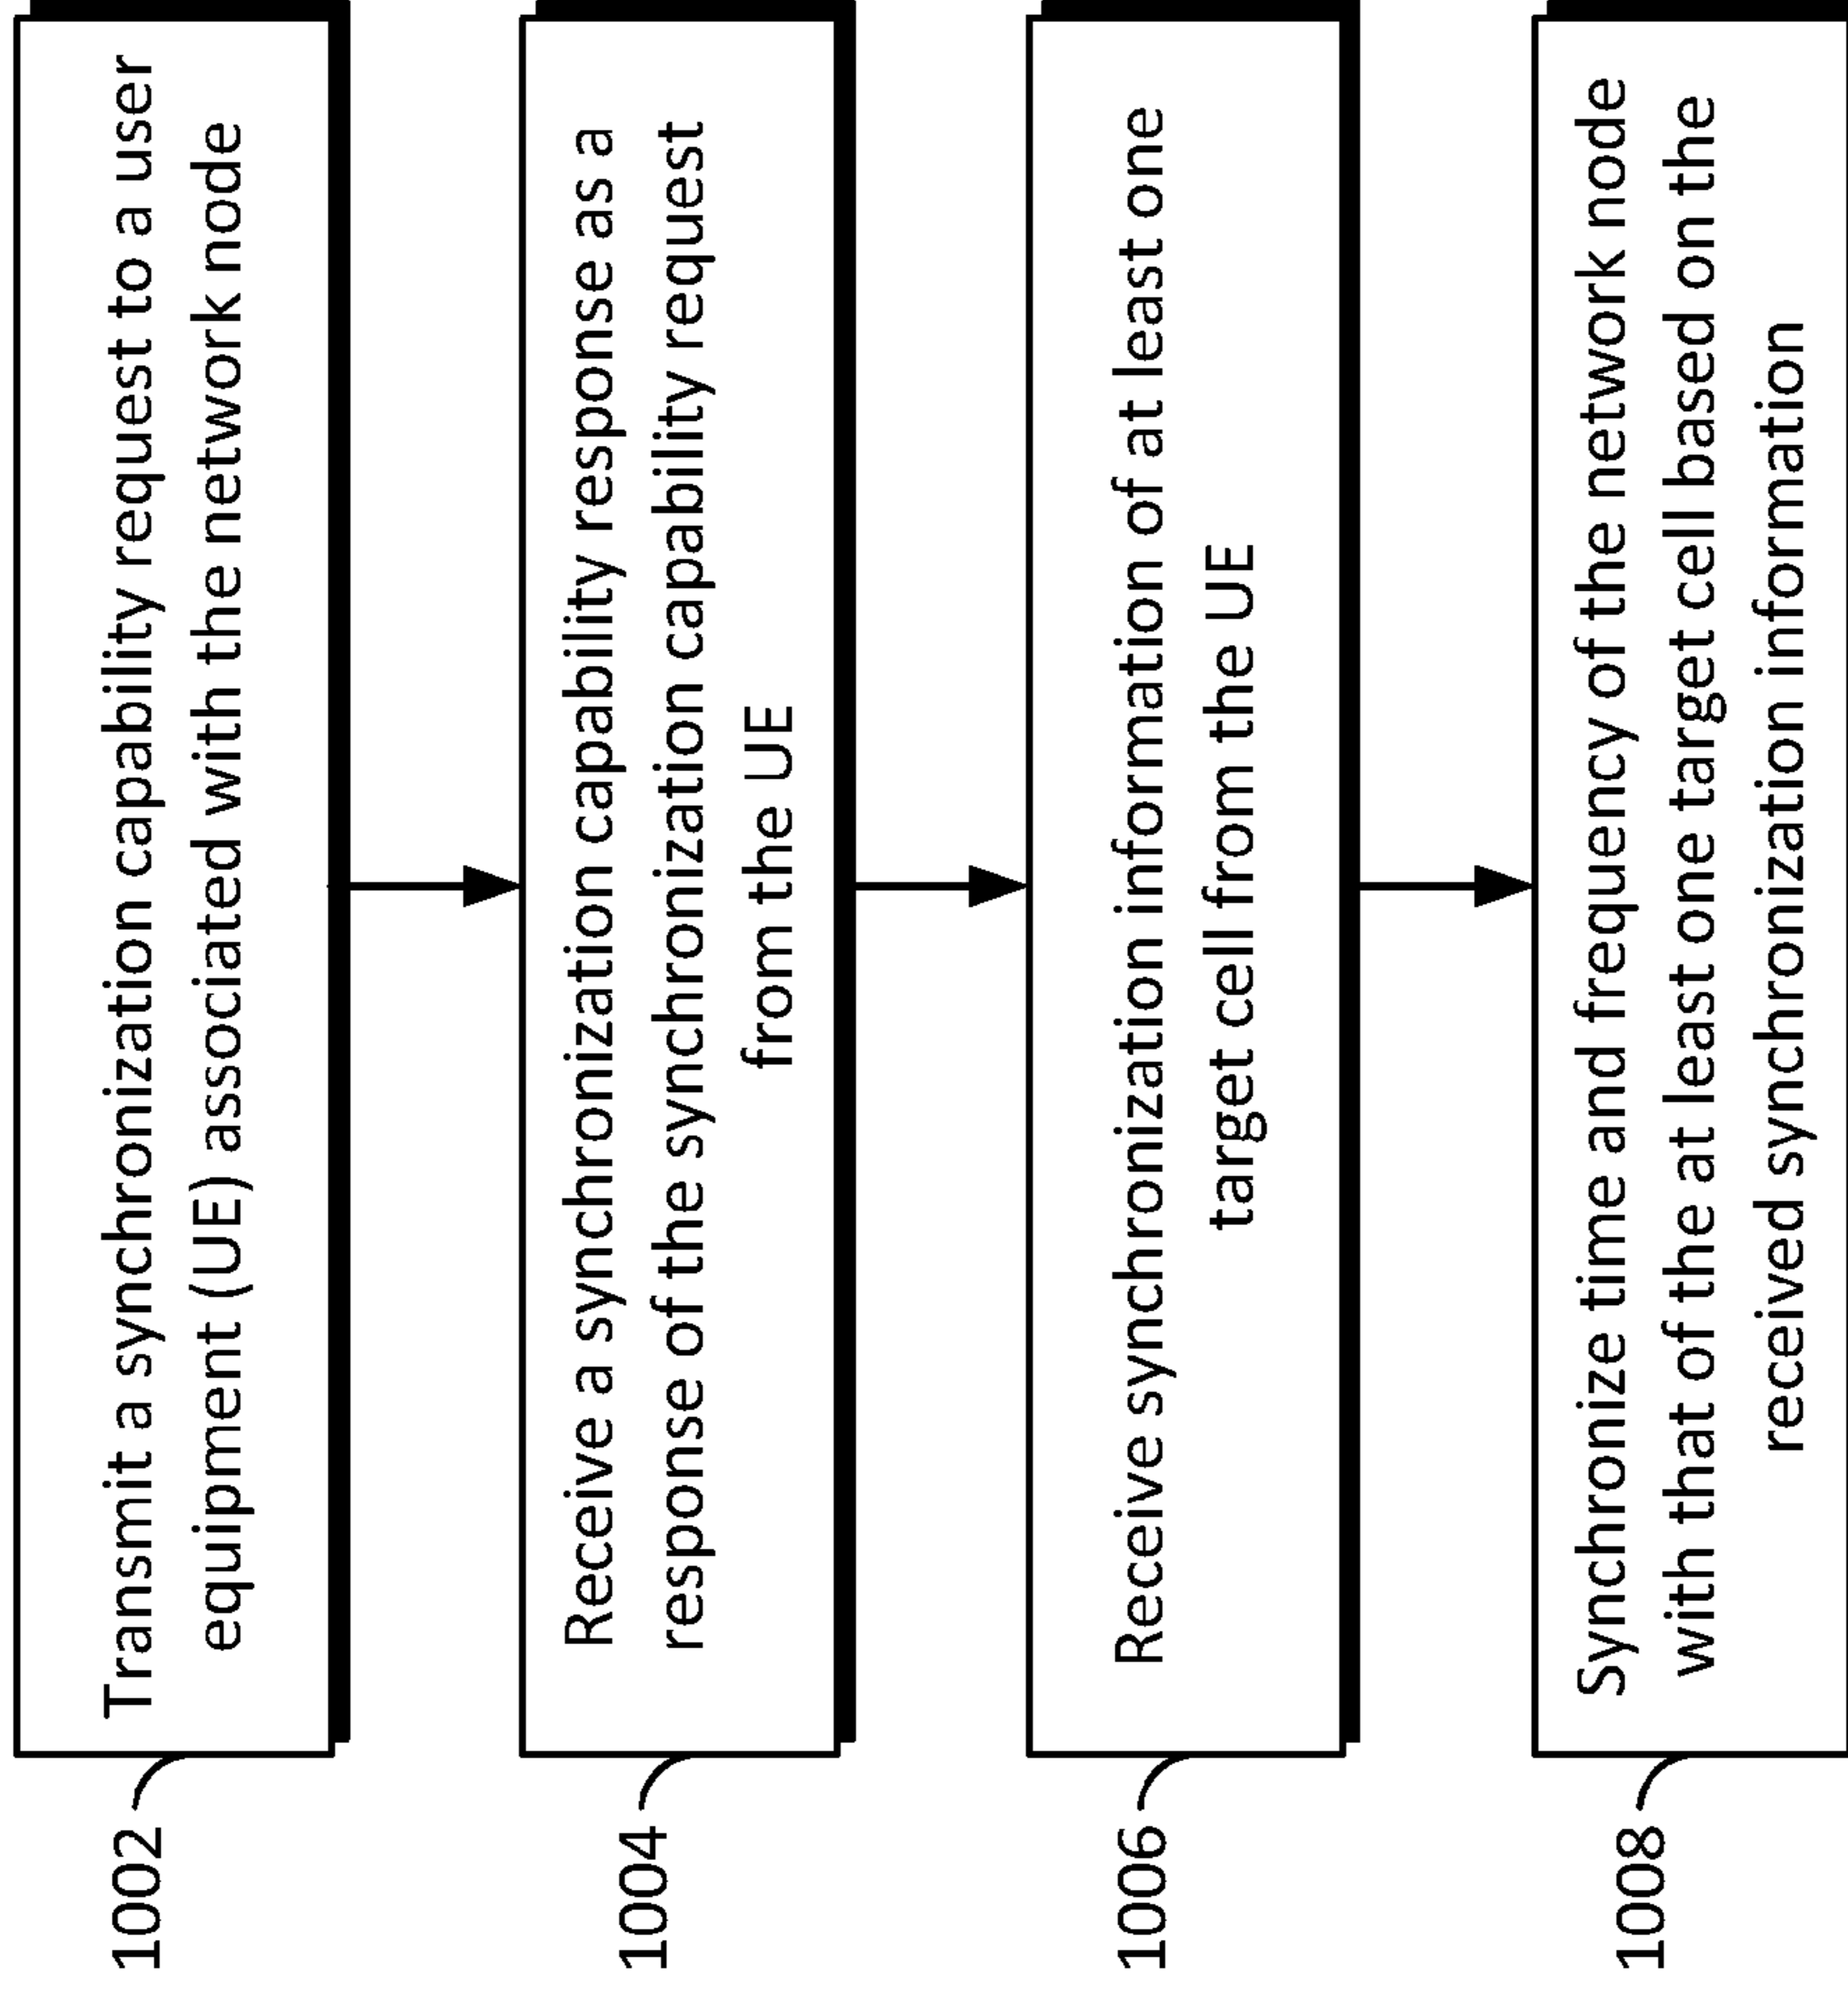 1002
Transmit a synchronization capability request to a user
equipment (UE) associated with the network node
1004
Receive a synchronization capability response as a
response of the synchronization capability request
from the UE
1006
Receive synchronization information of at least one
target cell from the UE
1008
Synchronize time and frequency of the network node
with that of the at least one target cell based on the
received synchronization information